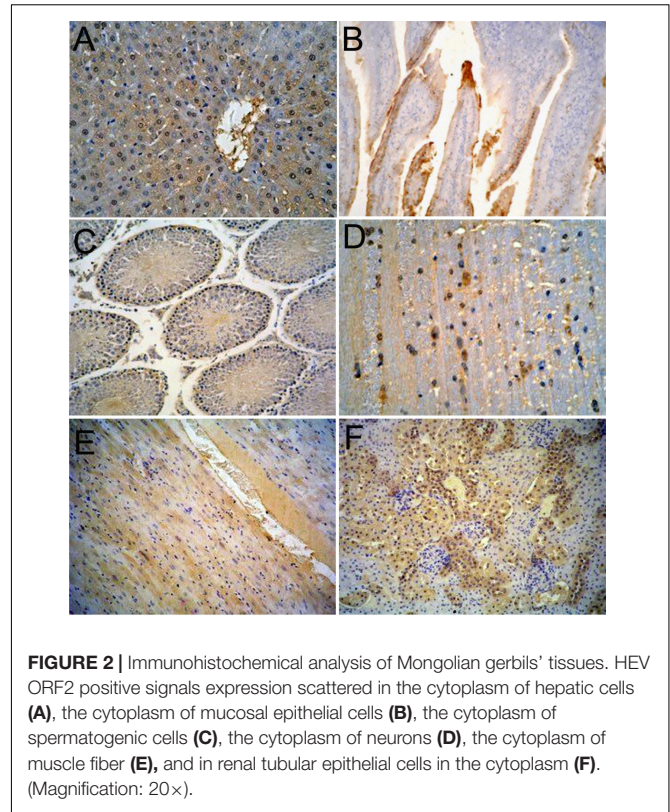 A
B
C
D
E
F
FIGURE 2 | Immunohistochemical analysis of Mongolian gerbils' tissues. HEV
ORF2 positive signals expression scattered in the cytoplasm of hepatic cells
(A), the cytoplasm of mucosal epithelial cells (B), the cytoplasm of
spermatogenic cells (C), the cytoplasm of neurons (D), the cytoplasm of
muscle fiber (E), and in renal tubular epithelial cells in the cytoplasm (F).
(Magnification: 20×).